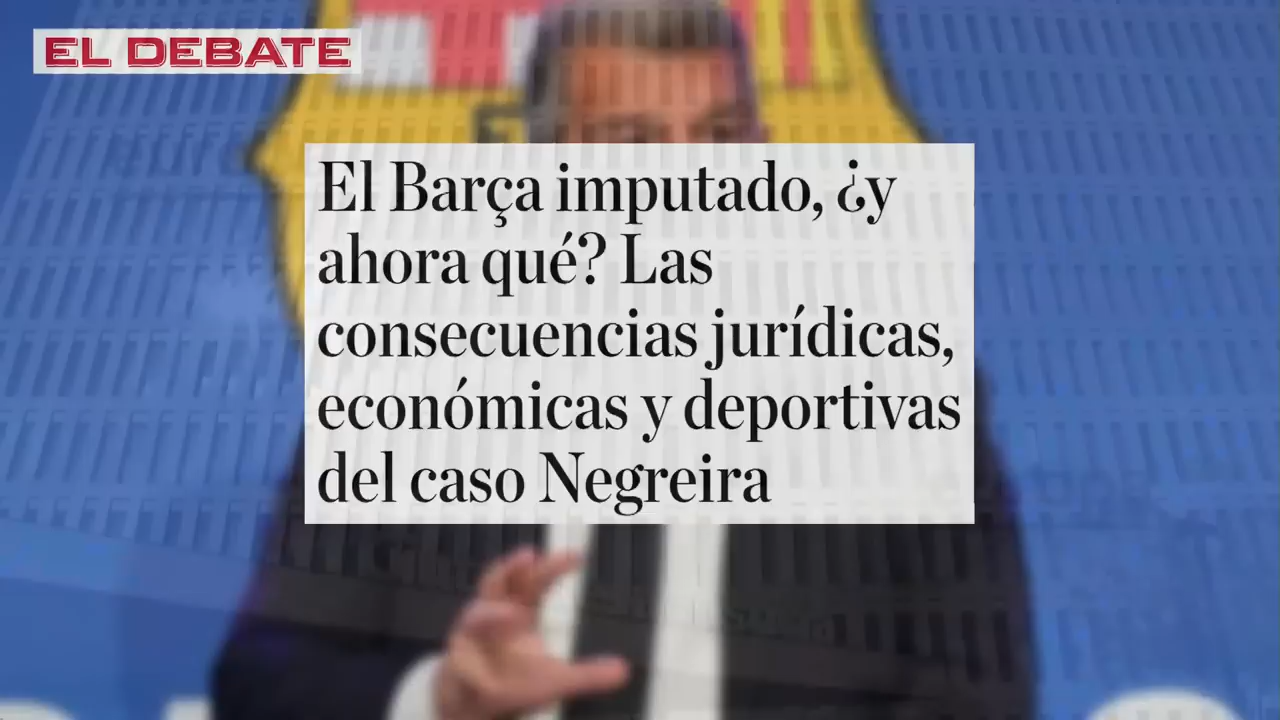 EL DEBATE
El Barça imputado, ¿y
ahora qué? Las
consecuencias jurídicas,
económicas y deportivas
del caso Negreira